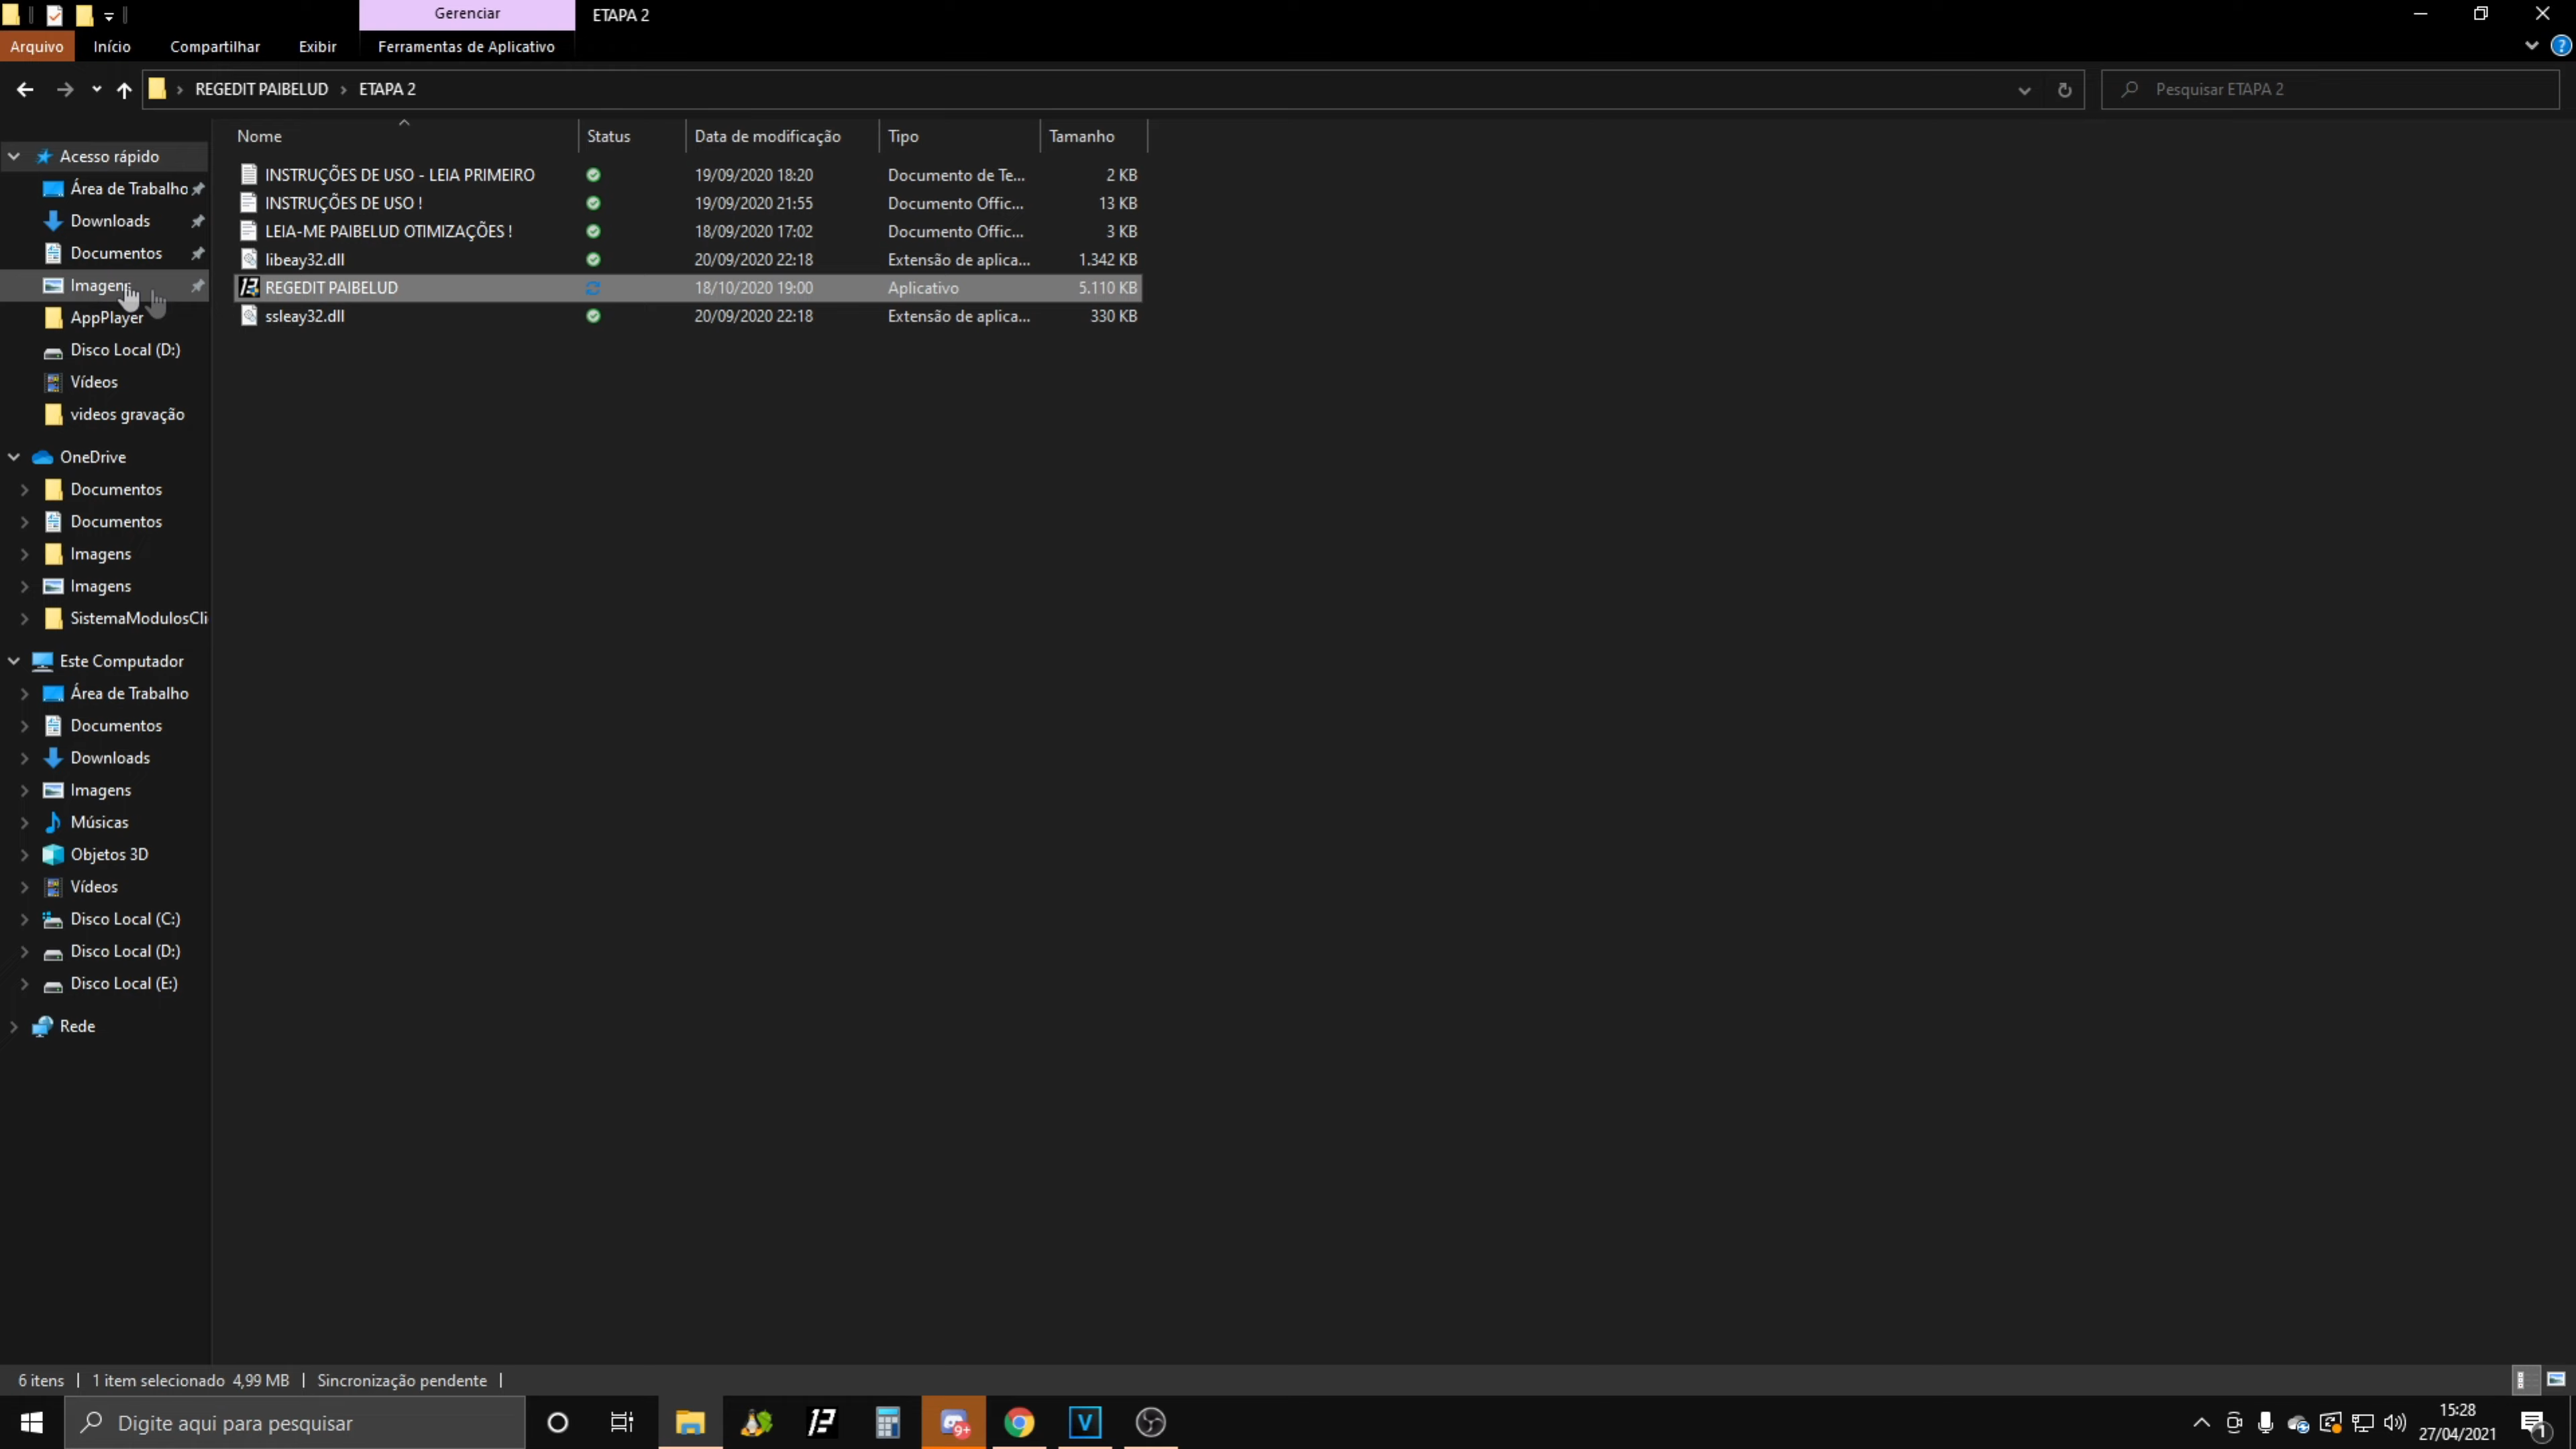 Gerenciar
ETAPA 2
Arquivo
Início
Compartilhar
Exibir
Ferramentas de Aplicativo
REGEDIT PAIBELUD
ETAPA 2
Pesquisar ETAPA 2
Nome
Status
Data de modificação
Tipo
Tamanho
INSTRUÇÕES DE USO - LEIA PRIMEIRO 19/09/2020 18:20 Documento de Te... 2 KB
INSTRUÇÕES DE USO ! 19/09/2020 21:55 Documento Offic... 13 KB
LEIA-ME PAIBELUD OTIMIZAÇÕES ! 18/09/2020 17:02 Documento Offic... 3 KB
libeay32.dll 20/09/2020 22:18 Extensão de aplica... 1.342 KB
REGEDIT PAIBELUD 18/10/2020 19:00 Aplicativo 5.110 KB
ssleay32.dll 20/09/2020 22:18 Extensão de aplica... 330 KB
Acesso rápido
Área de Trabalho
Downloads
Documentos
Imagens
AppPlayer
Disco Local (D:)
Vídeos
videos gravação
OneDrive
Documentos
Documentos
Imagens
Imagens
SistemaModulosCli
Este Computador
Área de Trabalho
Documentos
Downloads
Imagens
Músicas
Objetos 3D
Vídeos
Disco Local (C:)
Disco Local (D:)
Disco Local (E:)
Rede
6 itens
1 item selecionado 4,99 MB
Sincronização pendente
Digite aqui para pesquisar
9+
V
15:28
27/04/2021
1